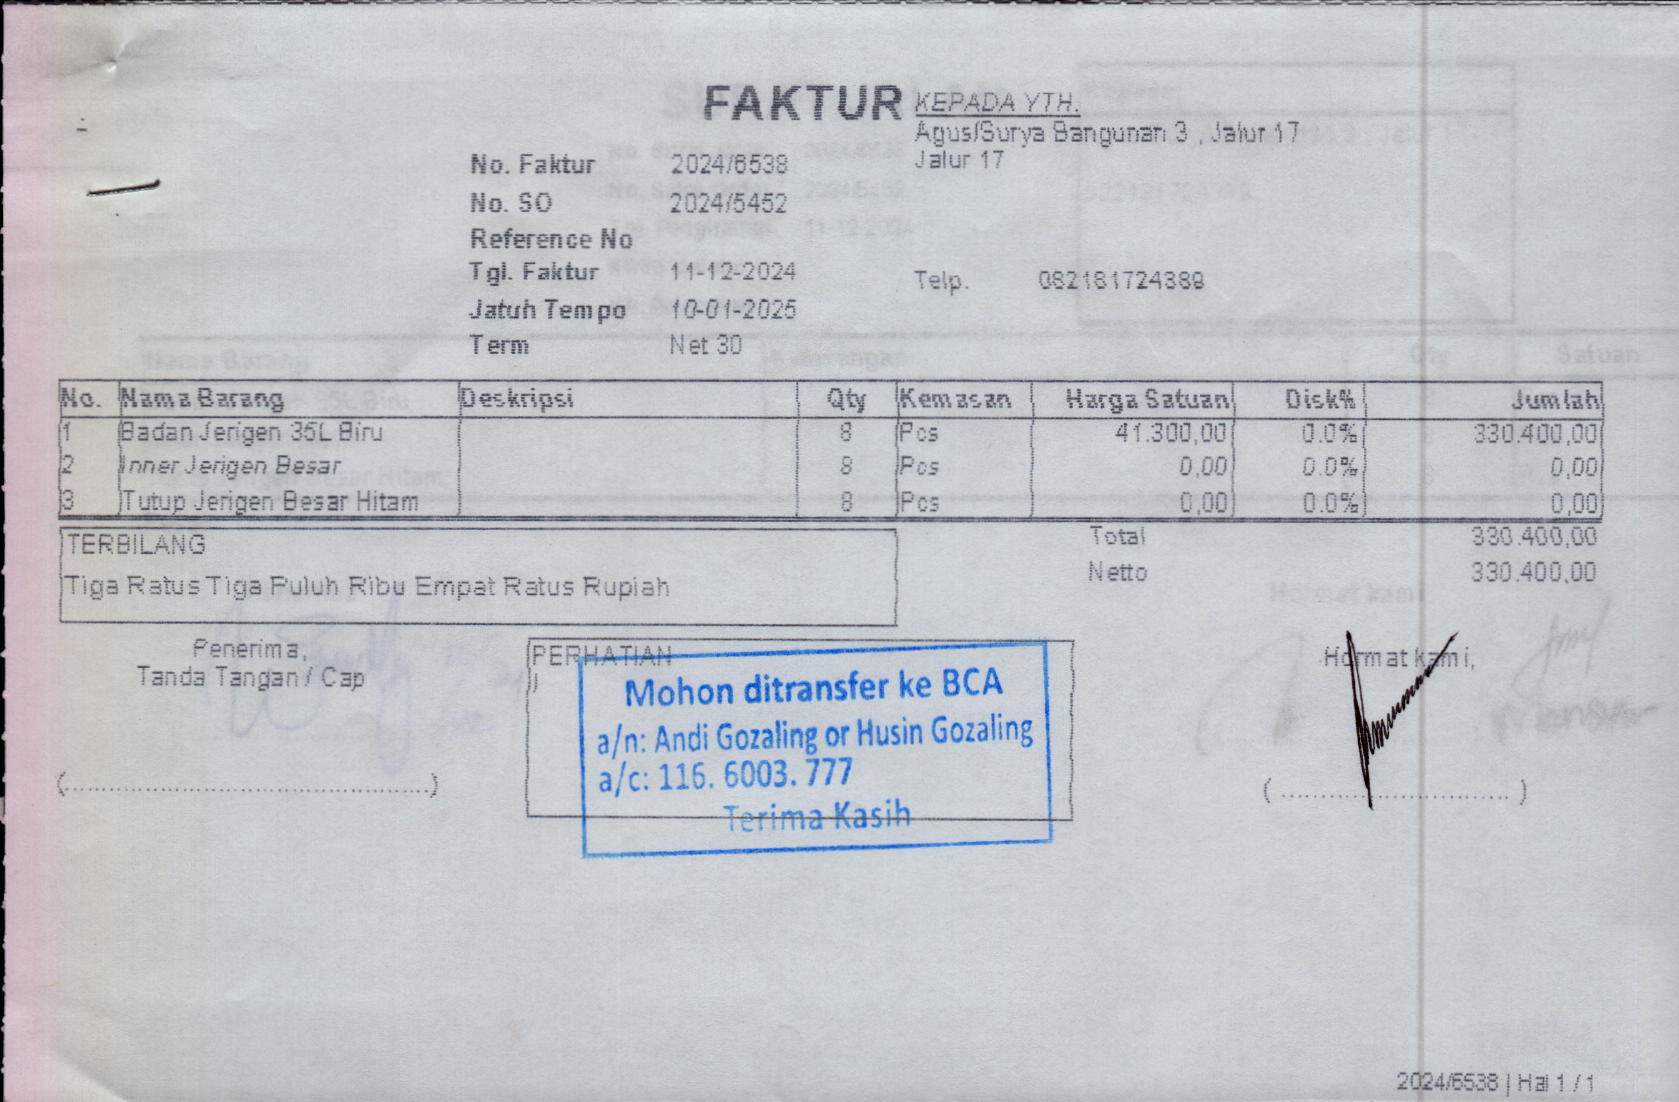 FAKTUR
KEPADA YTH.
Agus/Surya Bangunan 3 , Jalur 17
Jalur 17
No. Faktur 2024/6538
No. SO 2024/5452
Reference No
Tgl. Faktur 11-12-2024
Telp. 082181724389
Jatuh Tempo 10-01-2025
Term Net 30
No. Nama Barang Deskripsi Qty Kemasan Harga Satuan Disk% Jumlah
1 Badan Jerigen 35L Biru 8 Pcs 41.300,00 0.0% 330.400,00
2 Inner Jerigen Besar 8 Pcs 0,00 0.0% 0,00
3 Tutup Jerigen Besar Hitam 8 Pcs 0,00 0.0% 0,00
TERBILANG
Tiga Ratus Tiga Puluh Ribu Empat Ratus Rupiah
Total 330.400,00
Netto 330.400,00
Penerima,
Tanda Tangan / Cap
(............................................)
PERHATIAN
Mohon ditransfer ke BCA
a/n: Andi Gozaling or Husin Gozaling
a/c: 116. 6003. 777
Terima Kasih
Hormat kami,
( ............................ )
2024/6538 | Hal 1 / 1